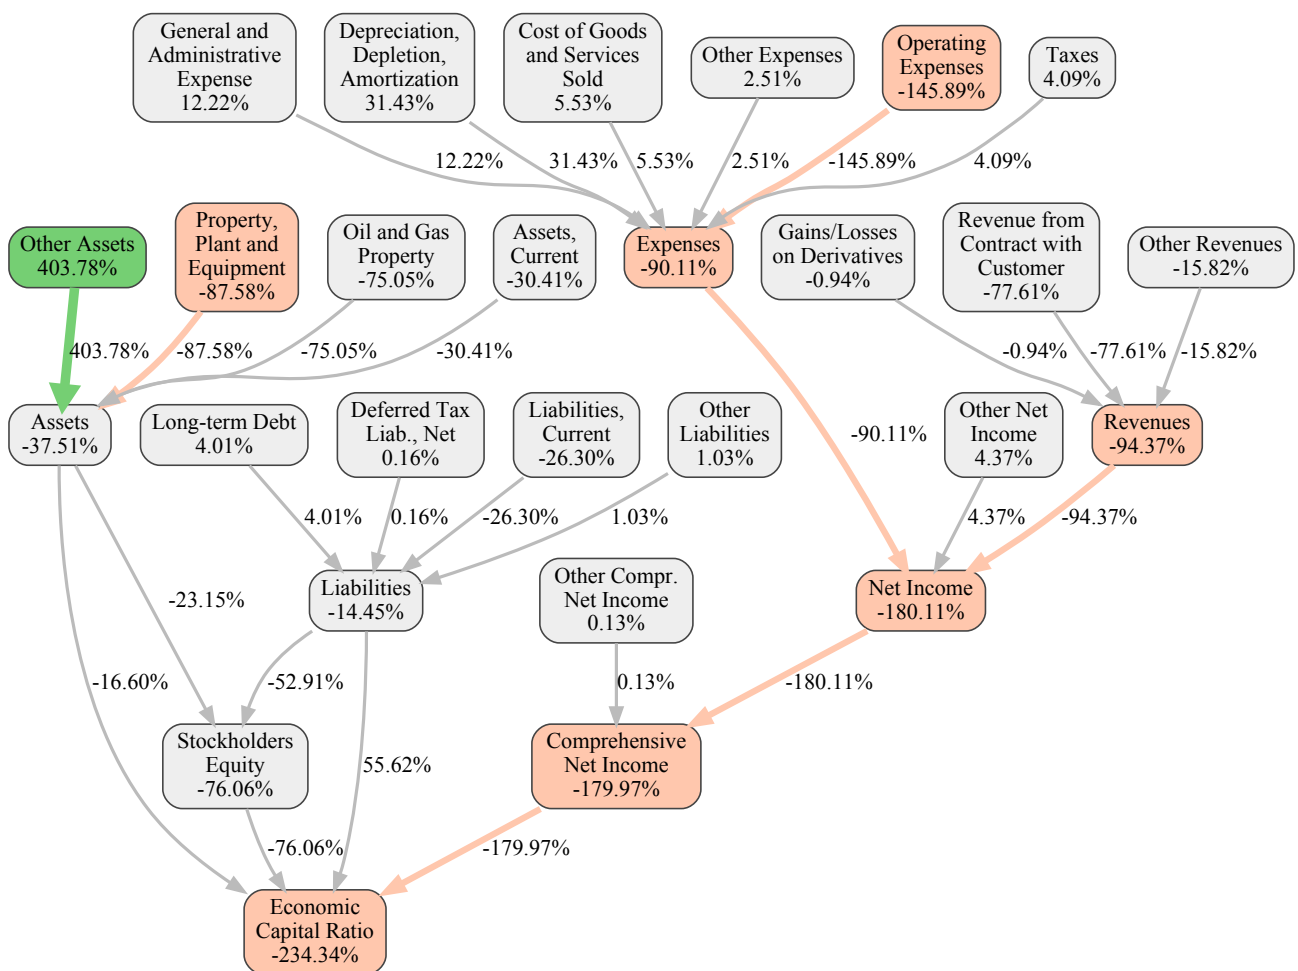 General and
Administrative
Expense
12.22%
Depreciation,
Depletion,
Amortization
31.43%
Cost of Goods
and Services
Sold
5.53%
Other Expenses
2.51%
Operating
Expenses
-145.89%
Taxes
4.09%
12.22%
31.43%
5.53%
2.51%
-145.89%
4.09%
Other Assets
403.78%
Property,
Plant and
Equipment
-87.58%
Oil and Gas
Property
-75.05%
Assets,
Current
-30.41%
Expenses
-90.11%
Gains/Losses
on Derivatives
-0.94%
Revenue from
Contract with
Customer
-77.61%
Other Revenues
-15.82%
403.78%
-87.58%
-75.05%
-30.41%
-0.94%
-77.61%
-15.82%
Assets
-37.51%
Long-term Debt
4.01%
Deferred Tax
Liab., Net
0.16%
Liabilities,
Current
-26.30%
Other
Liabilities
1.03%
-90.11%
Other Net
Income
4.37%
Revenues
-94.37%
4.01%
0.16%
-26.30%
1.03%
4.37%
-94.37%
-23.15%
Liabilities
-14.45%
Other Compr.
Net Income
0.13%
Net Income
-180.11%
-16.60%
-52.91%
0.13%
-180.11%
Stockholders
Equity
-76.06%
55.62%
Comprehensive
Net Income
-179.97%
-76.06%
-179.97%
Economic
Capital Ratio
-234.34%